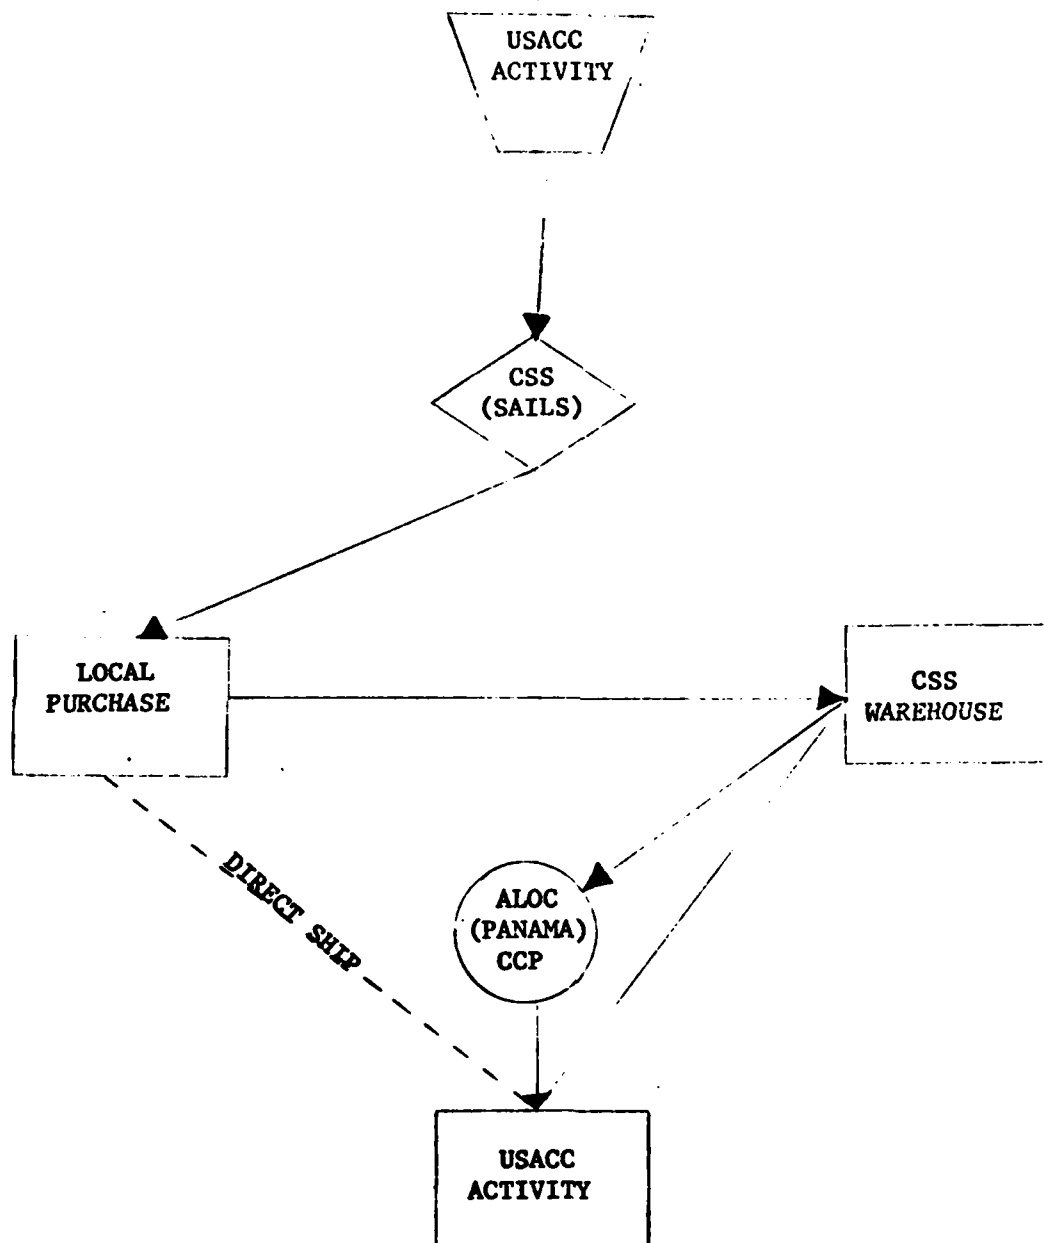 USACC
ACTIVITY
CSS
(SAILS)
LOCAL
PURCHASE
CSS
WAREHOUSE
DIRECT SHIP
ALOC
(PANAMA)
CCP
USACC
ACTIVITY